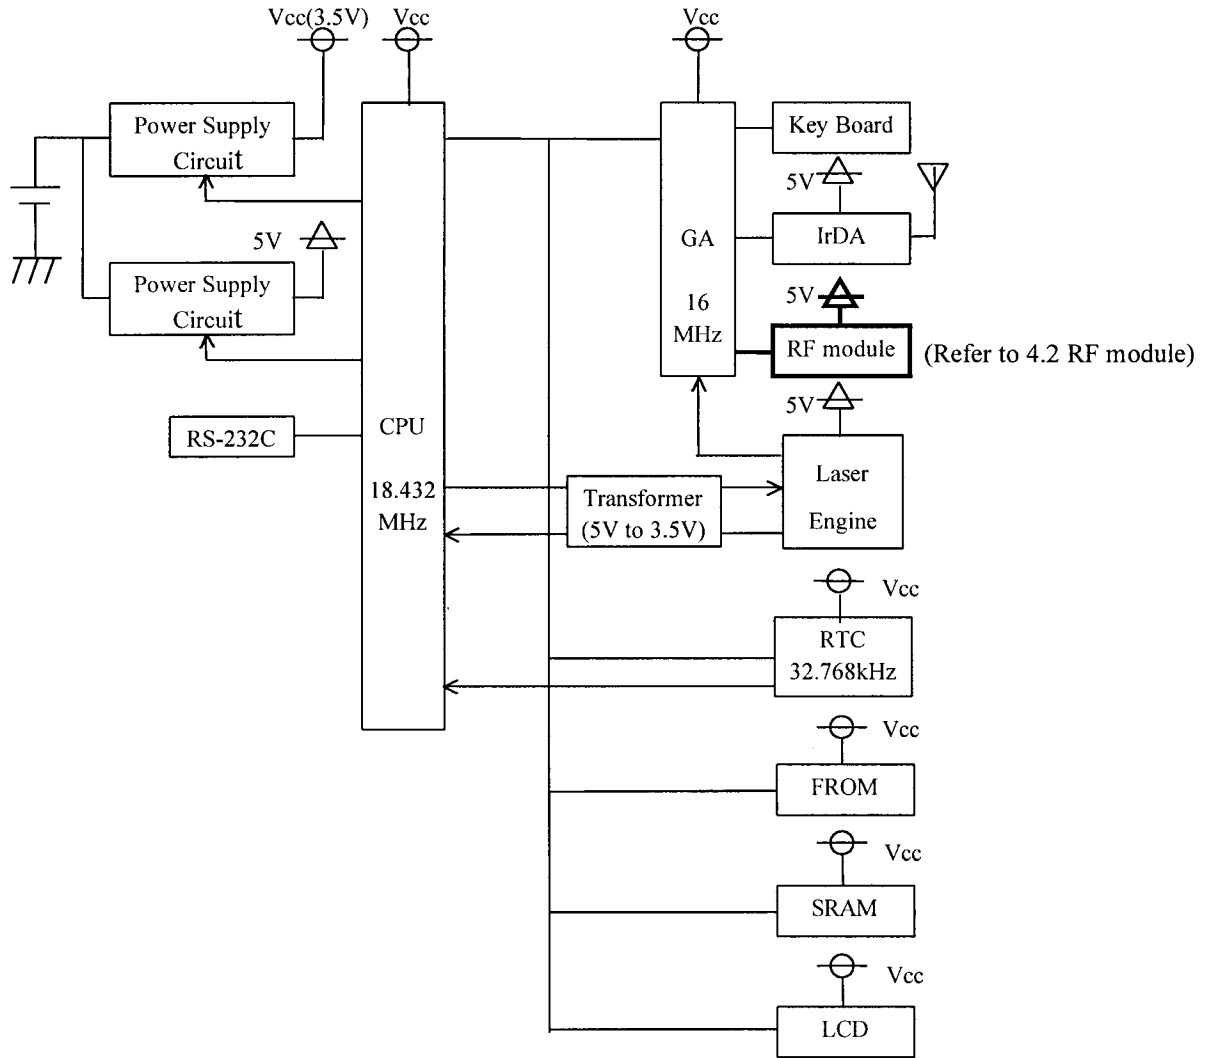 Vcc(3.5V)
Vcc
Vcc
Power Supply
Circuit
Key Board
5V
5V
GA
IrDA
Power Supply
Circuit
5V
16
MHz
RF module
(Refer to 4.2 RF module)
5V
CPU
RS-232C
Laser
Engine
18.432
MHz
Transformer
(5V to 3.5V)
Vcc
RTC
32.768kHz
Vcc
FROM
Vcc
SRAM
Vcc
LCD